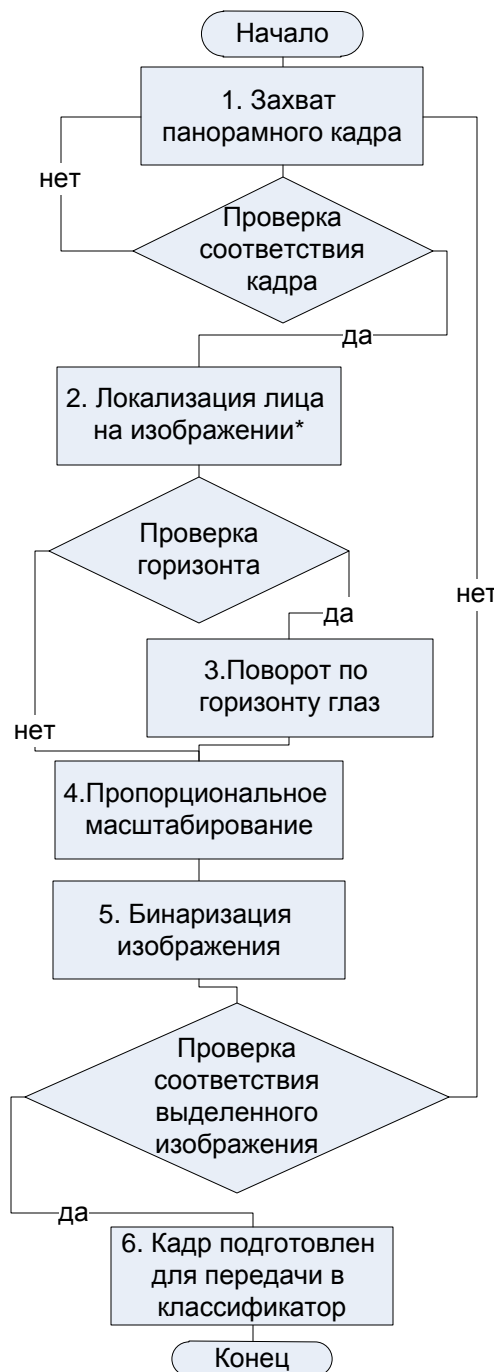 Начало
1. Захват
панорамного кадра
нет
Проверка
соответствия
кадра
да
2. Локализация лица
на изображении*
Проверка
горизонта
нет
да
3.Поворот по
горизонту глаз
нет
4.Пропорциональное
масштабирование
5. Бинаризация
изображения
Проверка
соответствия
выделенного
изображения
да
6. Кадр подготовлен
для передачи в
классификатор
Конец